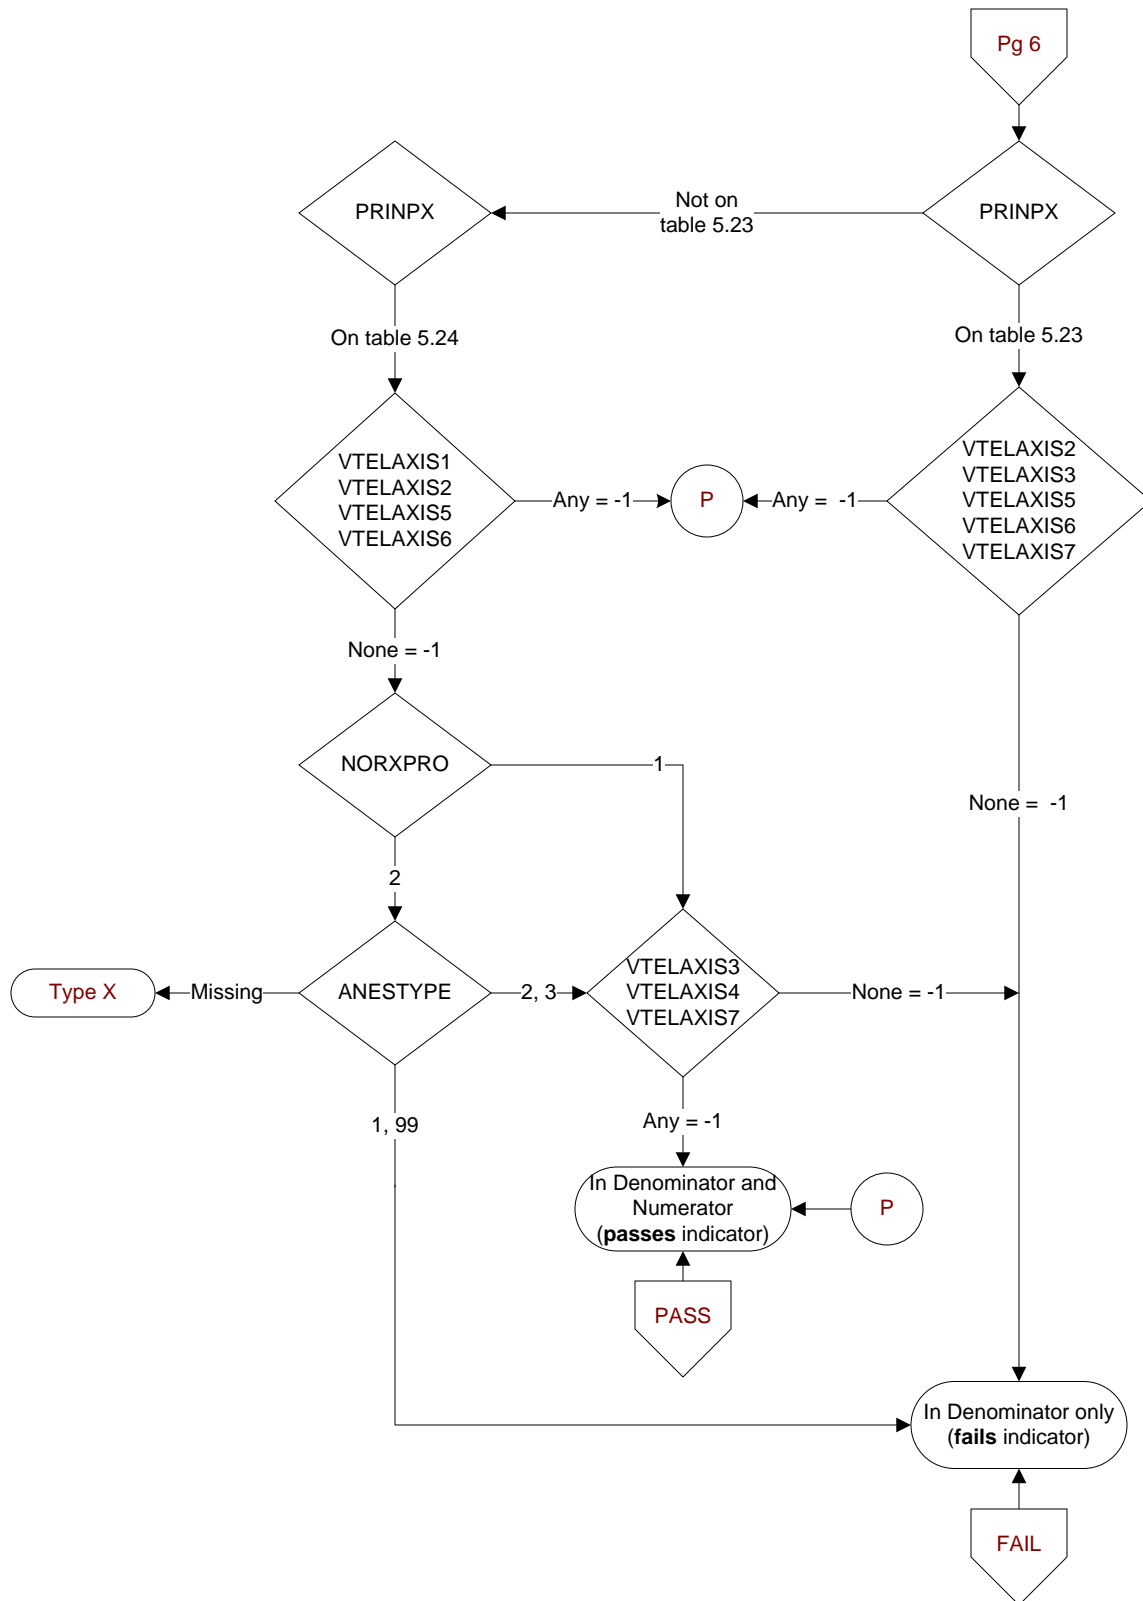 Pg 6
PRINPX
Not on
table 5.23
PRINPX
On table 5.24
On table 5.23
VTELAXIS1
VTELAXIS2
VTELAXIS5
VTELAXIS6
Any = -1
P
Any =  -1
VTELAXIS2
VTELAXIS3
VTELAXIS5
VTELAXIS6
VTELAXIS7
None = -1
NORXPRO
1
None =  -1
2
Type X
Missing
ANESTYPE
2, 3
VTELAXIS3
VTELAXIS4
VTELAXIS7
None = -1
1, 99
Any = -1
In Denominator and
Numerator
(passes indicator)
P
PASS
In Denominator only
(fails indicator)
FAIL